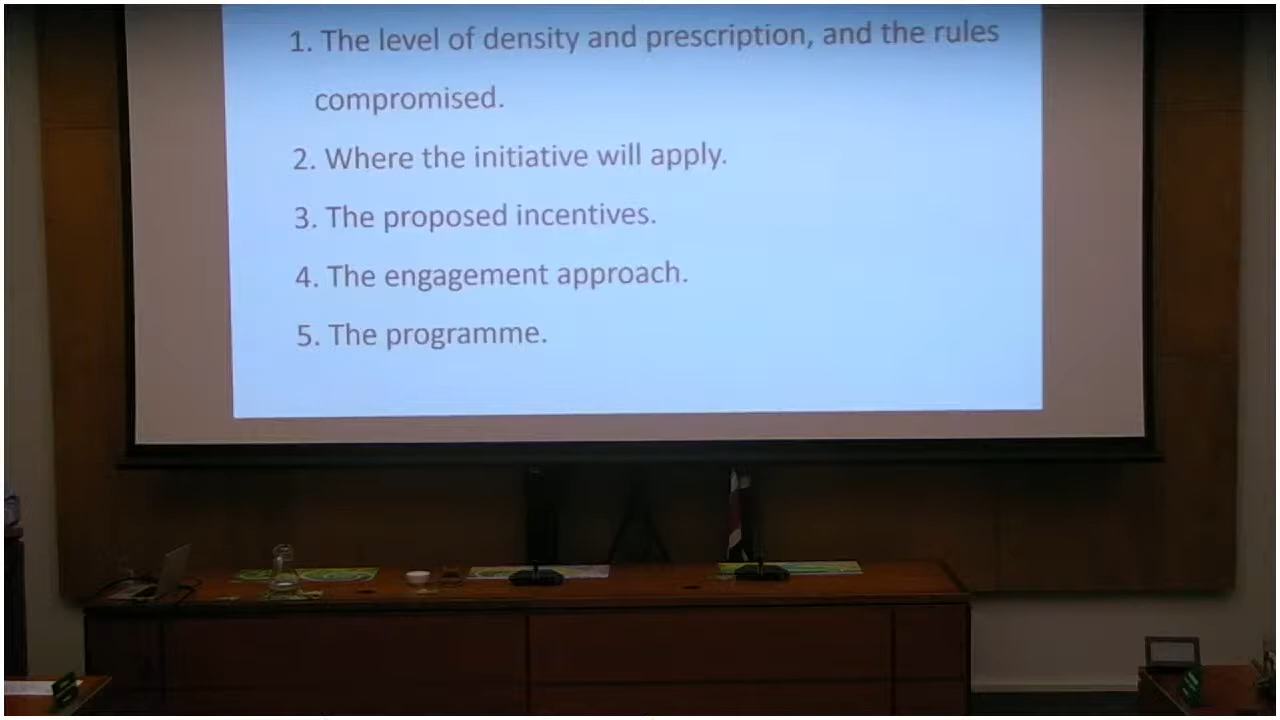 1. The level of density and prescription, and the rules
compromised.
2. Where the initiative will apply.
3. The proposed incentives.
4. The engagement approach.
5. The programme.